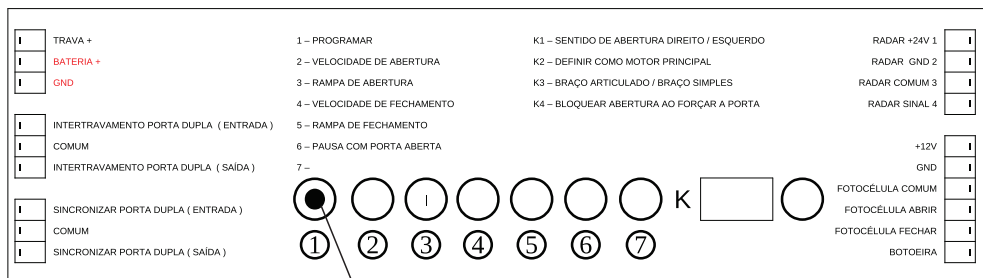 TRAVA +
BATERIA +
GND
INTERTRAVAMENTO PORTA DUPLA ( ENTRADA )
COMUM
INTERTRAVAMENTO PORTA DUPLA ( SAÍDA )
SINCRONIZAR PORTA DUPLA ( ENTRADA )
COMUM
SINCRONIZAR PORTA DUPLA ( SAÍDA )
1 – PROGRAMAR
2 – VELOCIDADE DE ABERTURA
3 – RAMPA DE ABERTURA
4 – VELOCIDADE DE FECHAMENTO
5 – RAMPA DE FECHAMENTO
6 – PAUSA COM PORTA ABERTA
7 –
K1 – SENTIDO DE ABERTURA DIREITO / ESQUERDO
K2 – DEFINIR COMO MOTOR PRINCIPAL
K3 – BRAÇO ARTICULADO / BRAÇO SIMPLES
K4 – BLOQUEAR ABERTURA AO FORÇAR A PORTA
K
1 2 3 4 5 6 7
RADAR +24V 1
RADAR GND 2
RADAR COMUM 3
RADAR SINAL 4
+12V
GND
FOTOCÉLULA COMUM
FOTOCÉLULA ABRIR
FOTOCÉLULA FECHAR
BOTOEIRA